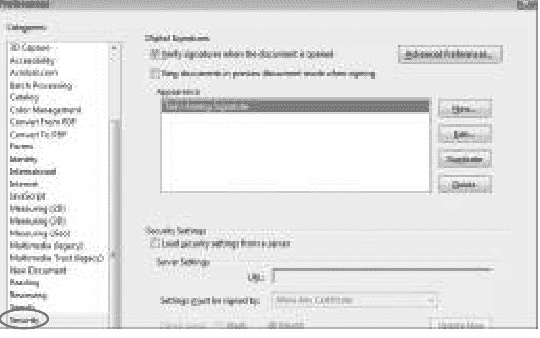 Preferences
Categories:
3D Capture
Accessibility
Acrobat.com
Batch Processing
Catalog
Color Management
Convert From PDF
Convert To PDF
Forms
Identity
International
Internet
JavaScript
Measuring (2D)
Measuring (3D)
Measuring (Geo)
Multimedia (legacy)
Multimedia Trust (legacy)
New Document
Reading
Reviewing
Security
Digital Signatures
Verify signatures when the document is opened
Advanced Preferences...
View documents in preview document mode when signing
Appearance
New...
Edit...
Duplicate
Delete
Security Settings
Load security settings from a server
Server Settings
URL:
Settings must be signed by:
Allow Any Certificate
Update Now